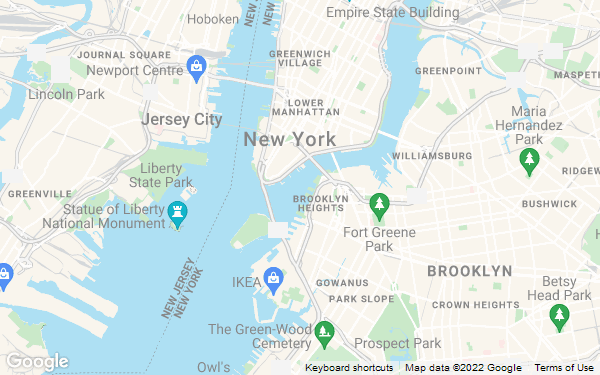 Empire State Building
Hoboken
NEW JERSEY
NEW YORK
JOURNAL SQUARE
GREENWICH
VILLAGE
Newport Centre
GREENPOINT
MASPETH
Lincoln Park
LOWER
MANHATTAN
Jersey City
New York
Maria
Hernandez
Park
WILLIAMSBURG
Liberty
State Park
RIDGEW
GREENVILLE
BROOKLYN
HEIGHTS
BUSHWICK
Statue of Liberty
National Monument
Fort Greene
Park
NEW JERSEY
NEW YORK
IKEA
GOWANUS
BROOKLYN
PARK SLOPE
Betsy
Head Park
CROWN HEIGHTS
The Green-Wood
Cemetery
Prospect Park
Owl's
Google
Keyboard shortcuts
Map data ©2022 Google
Terms of Use